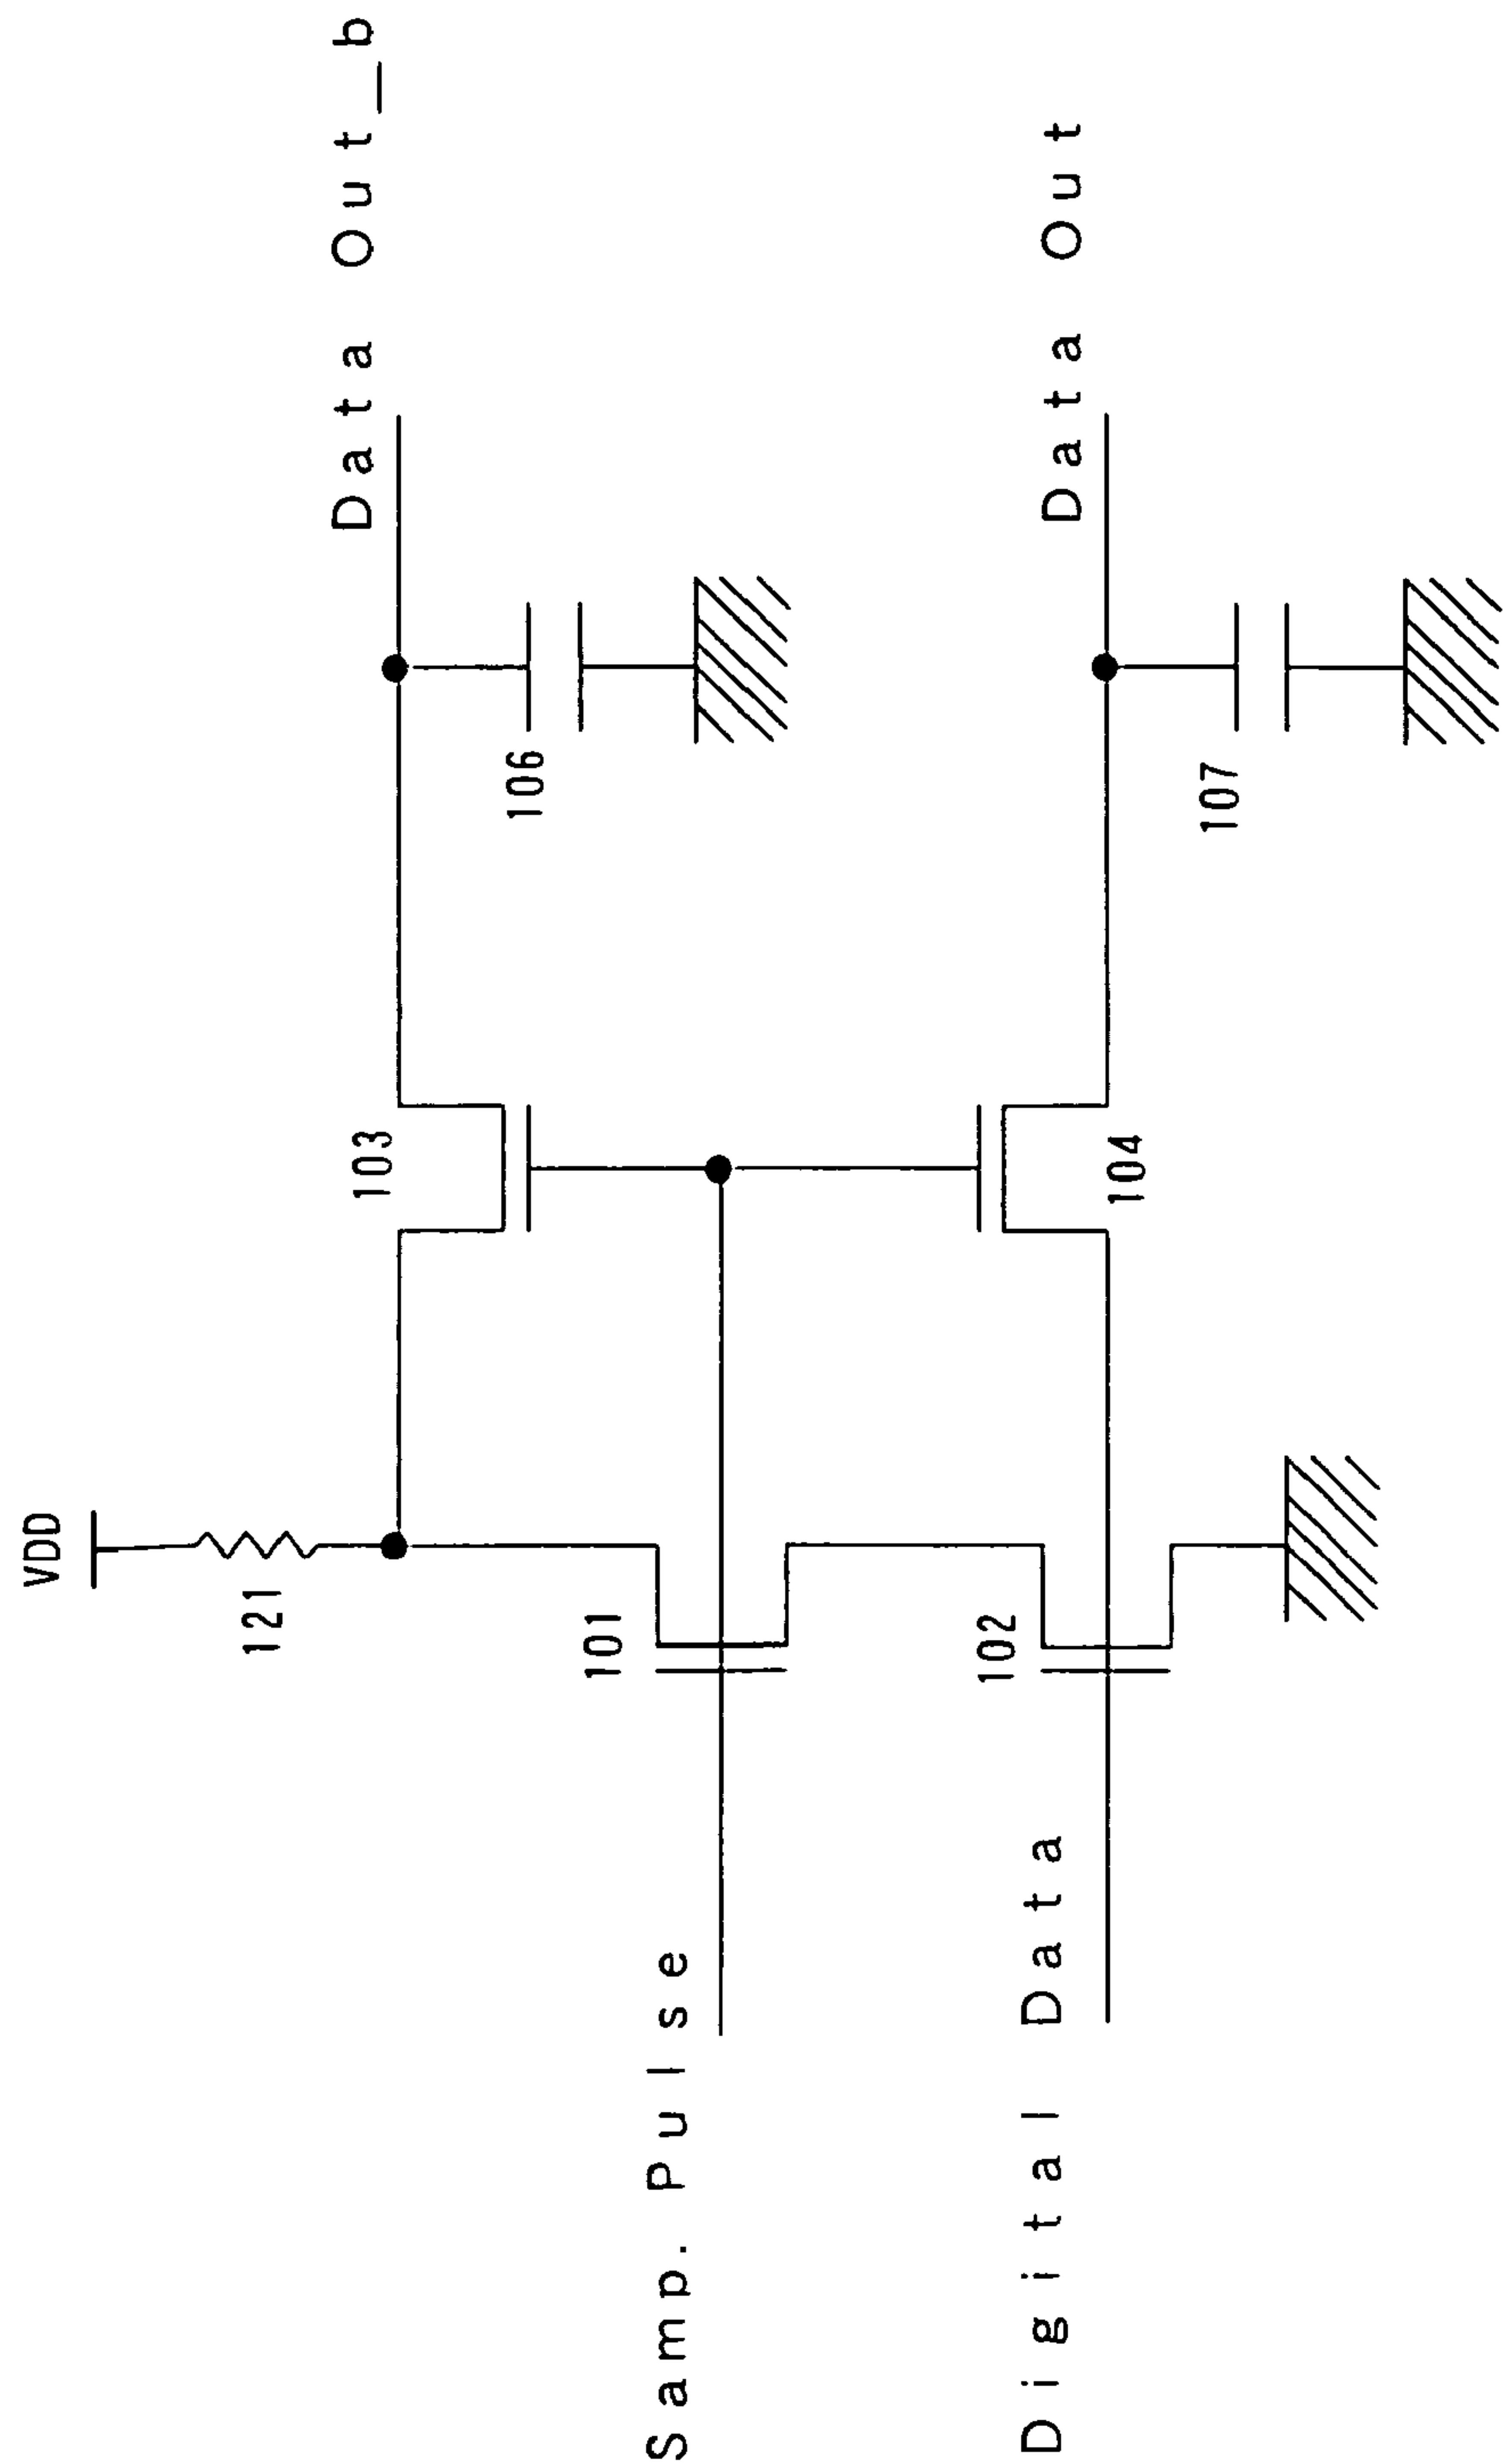 VDD
Data Out_b
121
103
106
Samp. Pulse
101
Digital Data
102
104
Data Out
107